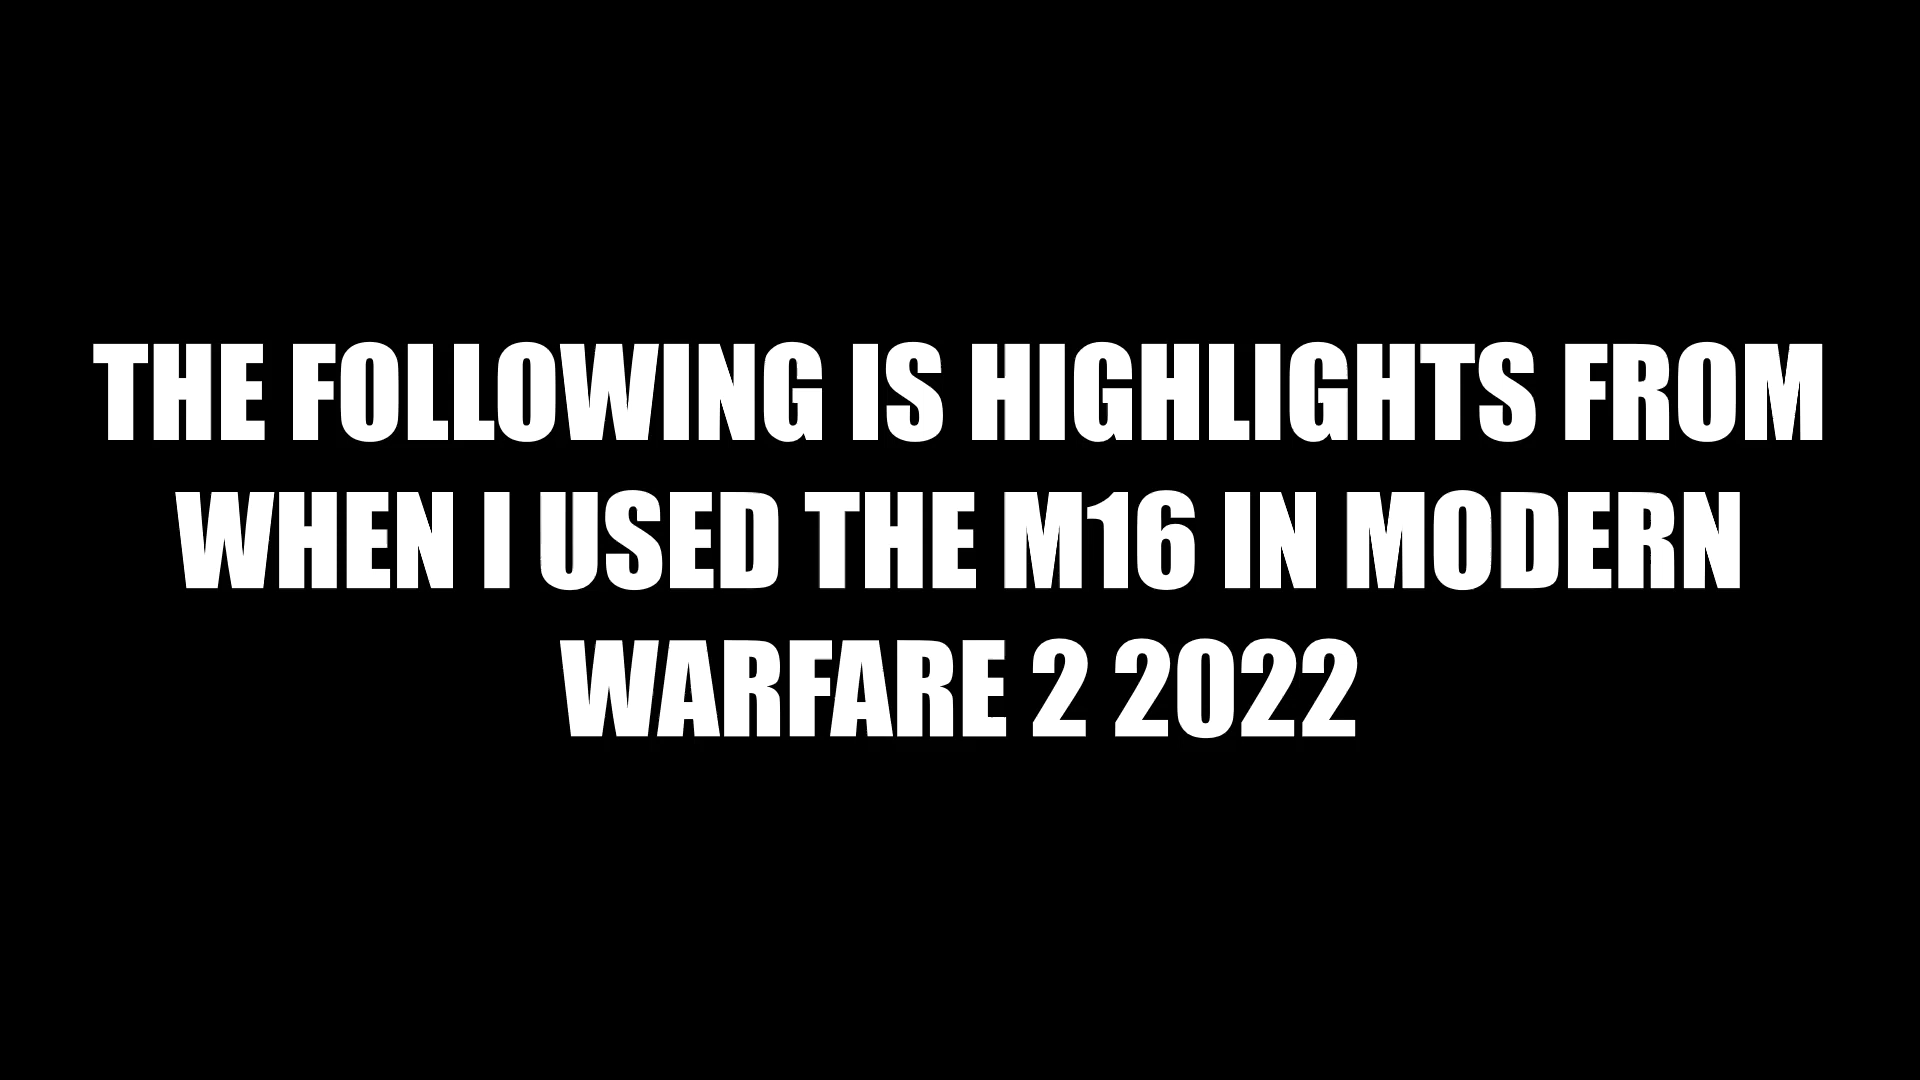 THE FOLLOWING IS HIGHLIGHTS FROM
WHEN I USED THE M16 IN MODERN
WARFARE 2 2022